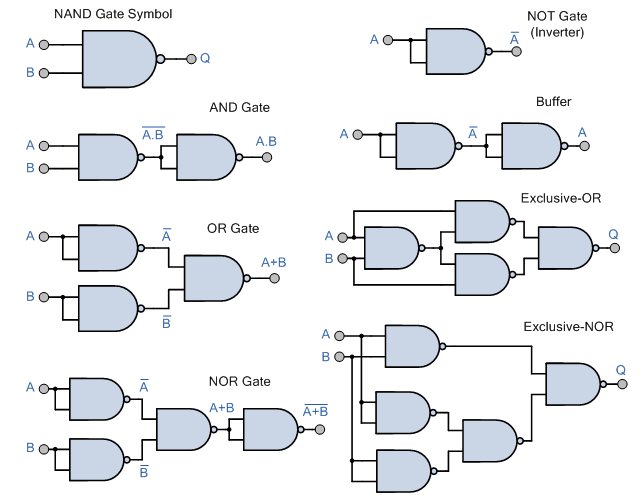 NAND Gate Symbol
A
B
Q
NOT Gate
(Inverter)
A
A̅
AND Gate
A
B
A̅.̅B̅
A.B
Buffer
A
A̅
A
OR Gate
A
A̅
B
B̅
A+B
Exclusive-OR
A
B
Q
NOR Gate
A
A̅
B
B̅
A+B
A̅+̅B̅
Exclusive-NOR
A
B
Q